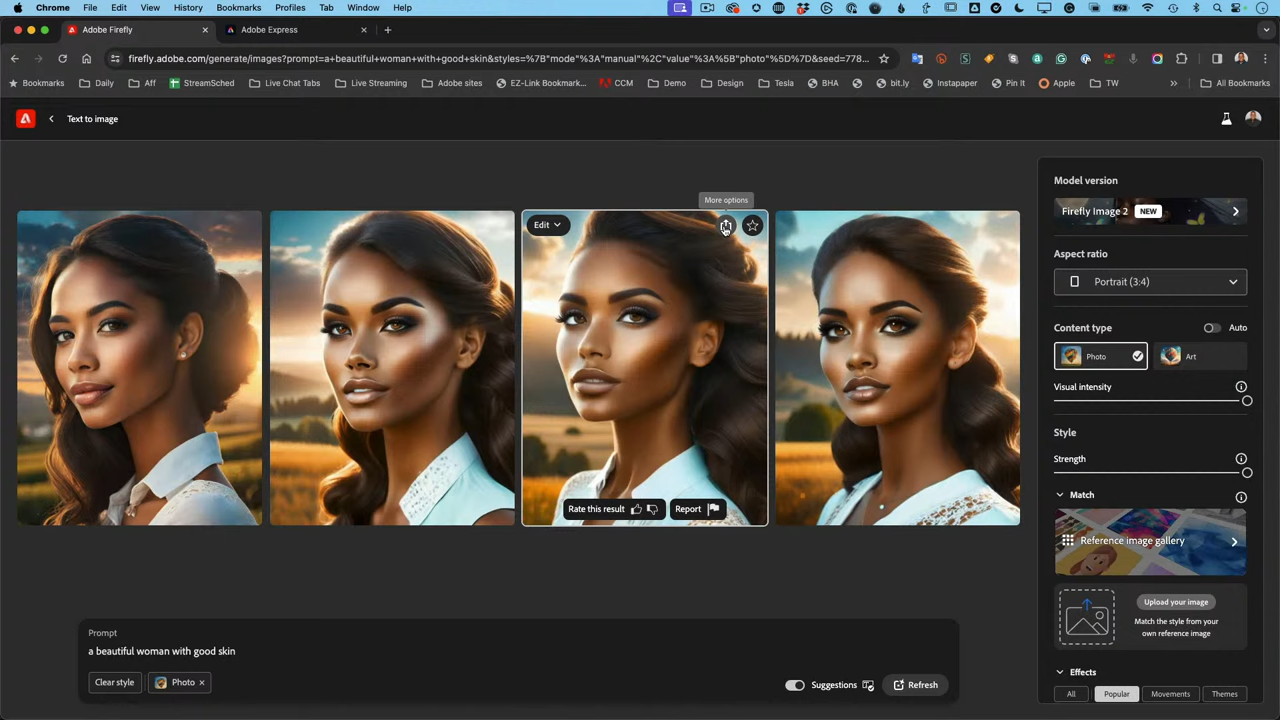 Chrome File Edit View History Bookmarks Profiles Tab Window Help
Adobe Firefly
Adobe Express
firefly.adobe.com/generate/images?prompt=a+beautiful+woman+with+good+skin&styles=%7B"mode"%3A"manual"%2C"value"%3A%5B"photo"%5D%7D&seed=778...
Bookmarks Daily Aff StreamSched Live Chat Tabs Live Streaming Adobe sites EZ-Link Bookmark... CCM Demo Design Tesla BHA bit.ly Instapaper Pin It Apple TW » All Bookmarks
Text to image
More options
Edit
Rate this result
Report
Model version
Firefly Image 2 NEW
Aspect ratio
Portrait (3:4)
Content type Auto
Photo Art
Visual intensity
Style
Strength
Match
Reference image gallery
Upload your image
Match the style from your
own reference image
Effects
All Popular Movements Themes
Prompt
a beautiful woman with good skin
Clear style Photo ×
Suggestions Refresh